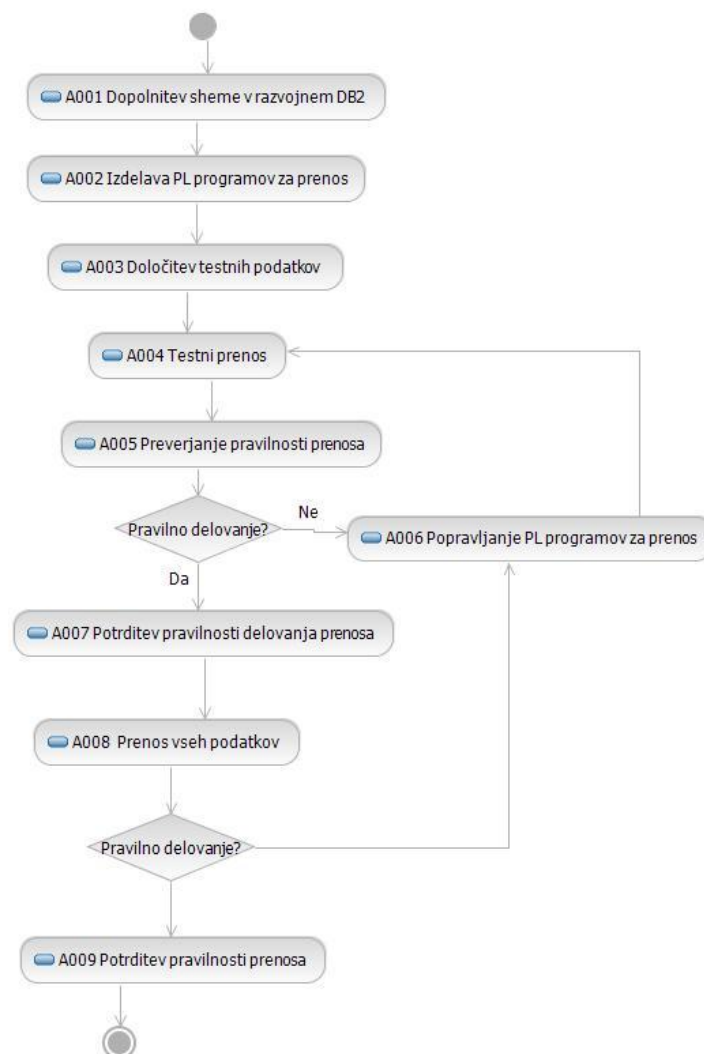 A001 Dopolnitev sheme v razvojnem DB2
A002 Izdelava PL programov za prenos
A003 Določitev testnih podatkov
A004 Testni prenos
A005 Preverjanje pravilnosti prenosa
Pravilno delovanje?
Ne
A006 Popravljanje PL programov za prenos
Da
A007 Potrditev pravilnosti delovanja prenosa
A008 Prenos vseh podatkov
Pravilno delovanje?
A009 Potrditev pravilnosti prenosa